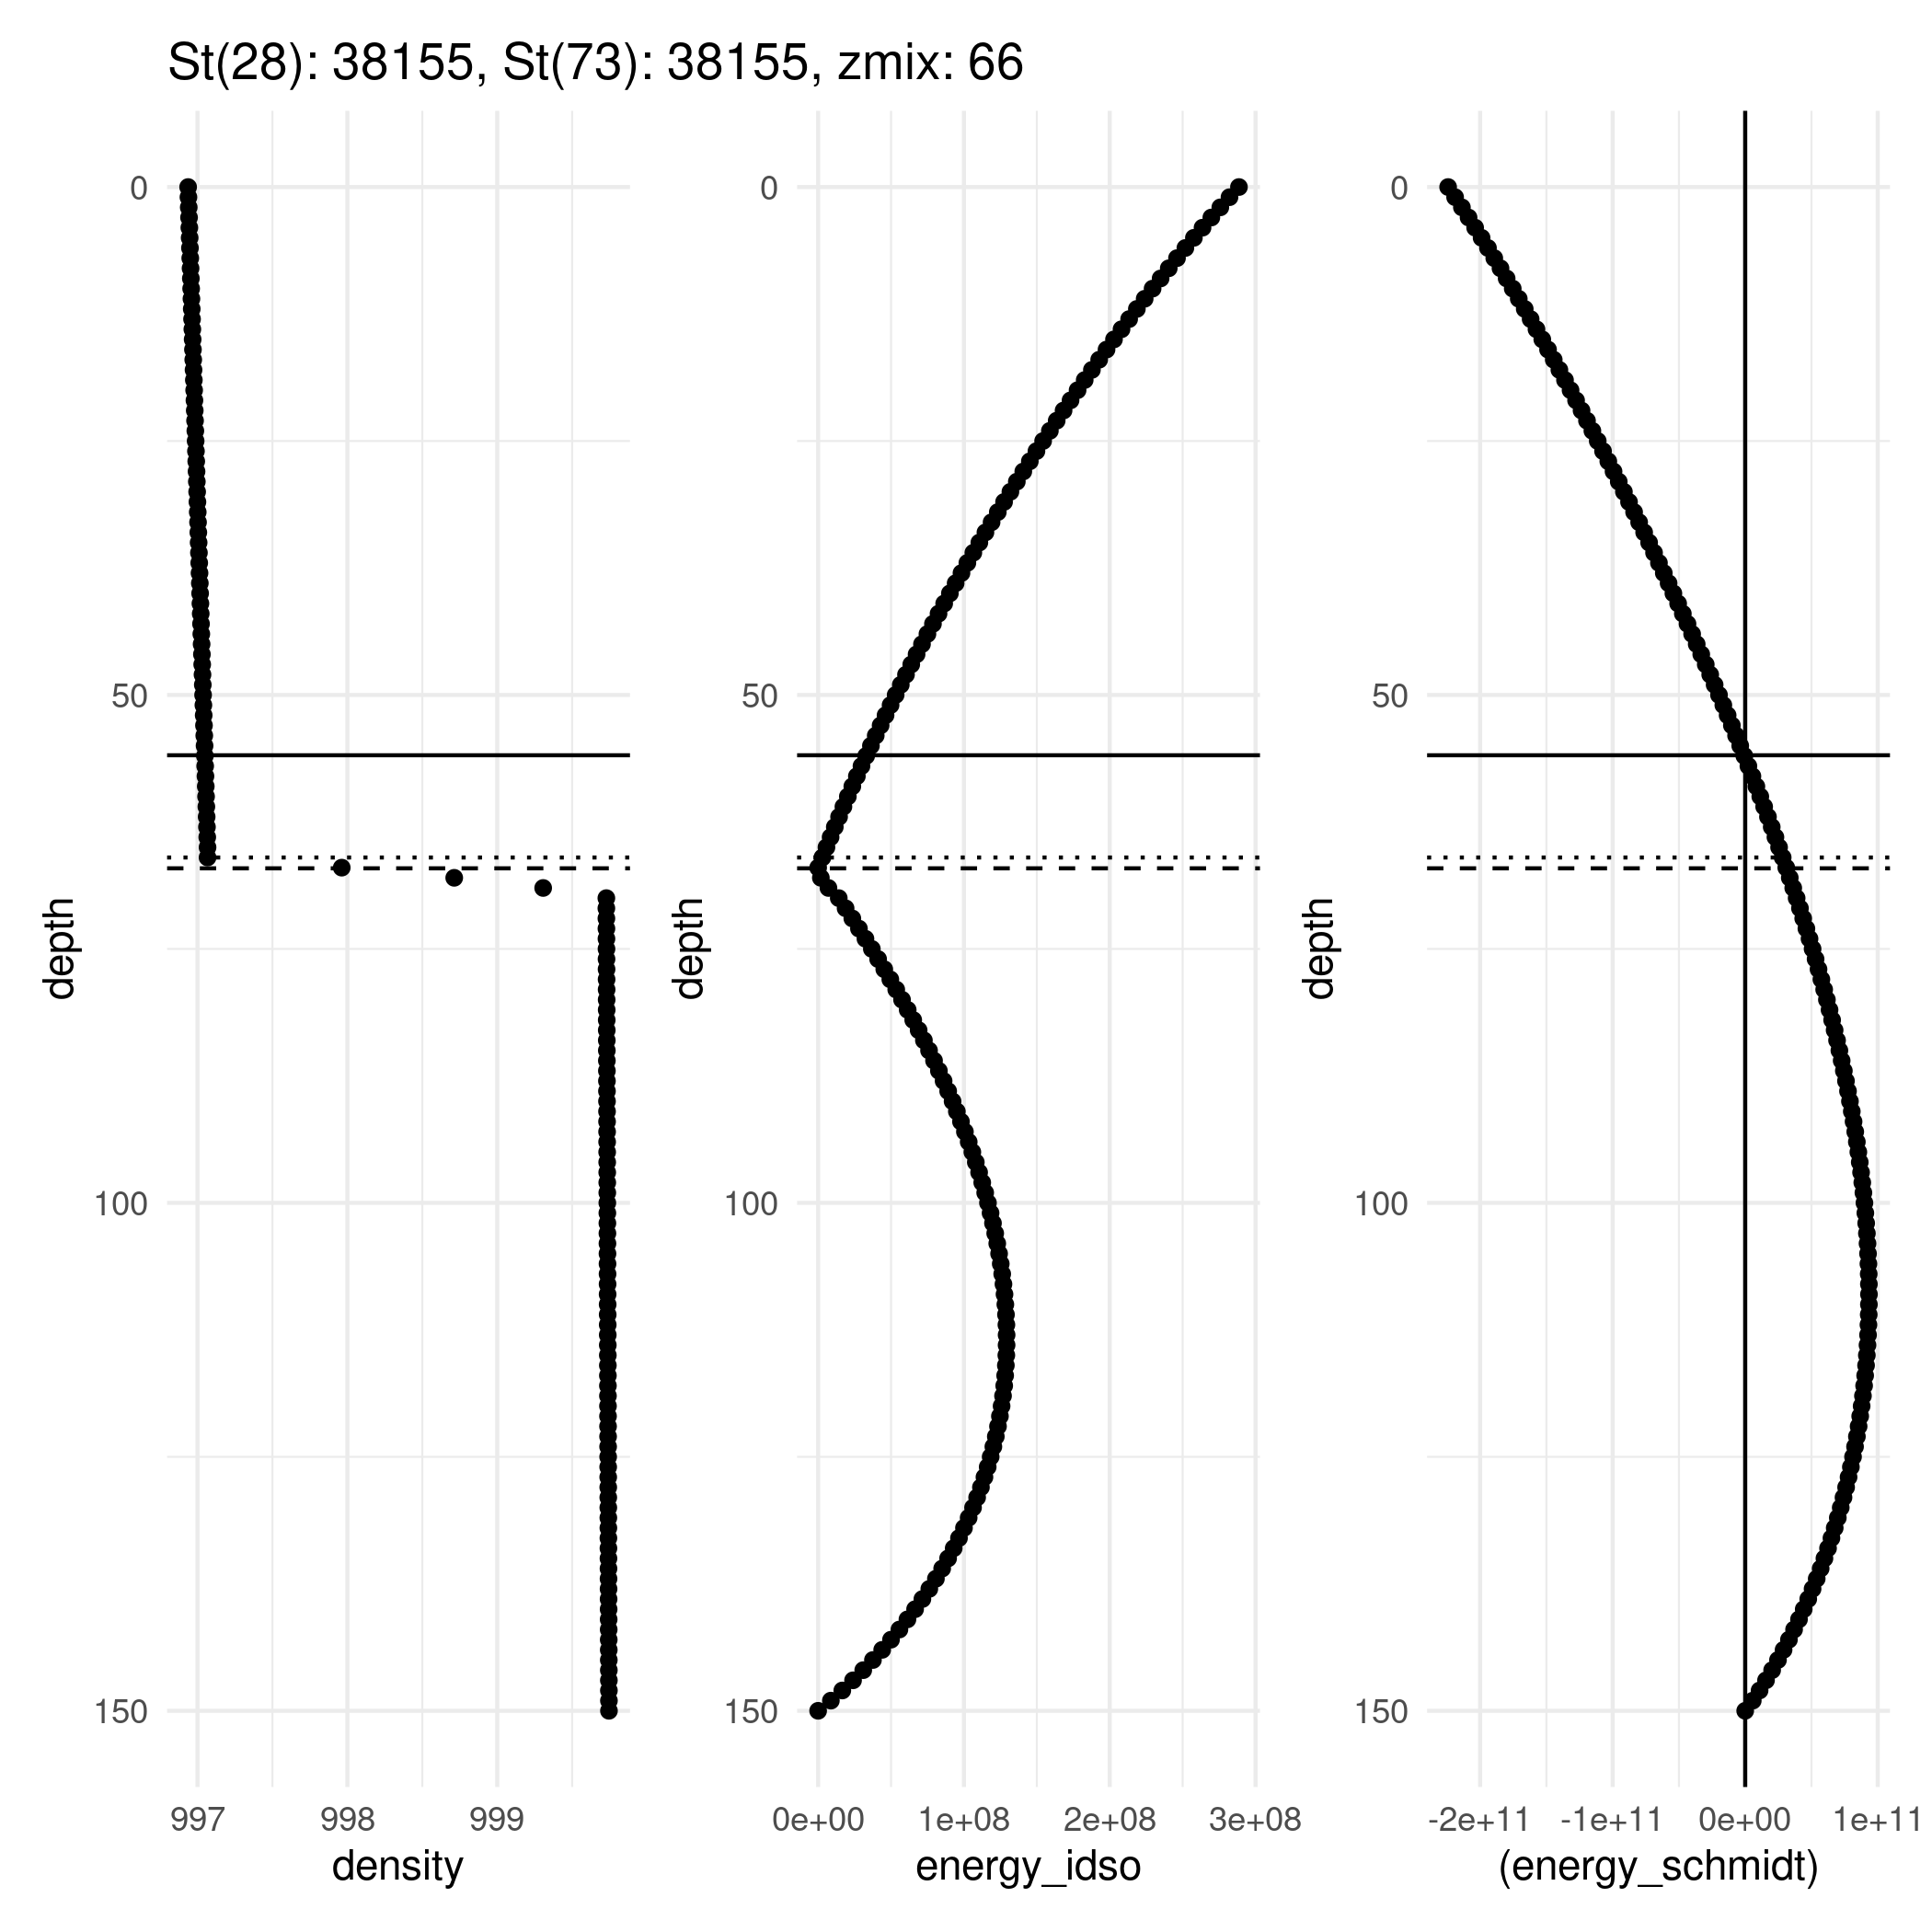 St(28): 38155, St(73): 38155, zmix: 66
0
50
100
150
depth
997
998
999
density
0
50
100
150
depth
0e+00
1e+08
2e+08
3e+08
energy_idso
0
50
100
150
depth
-2e+11
-1e+11
0e+00
1e+11
(energy_schmidt)